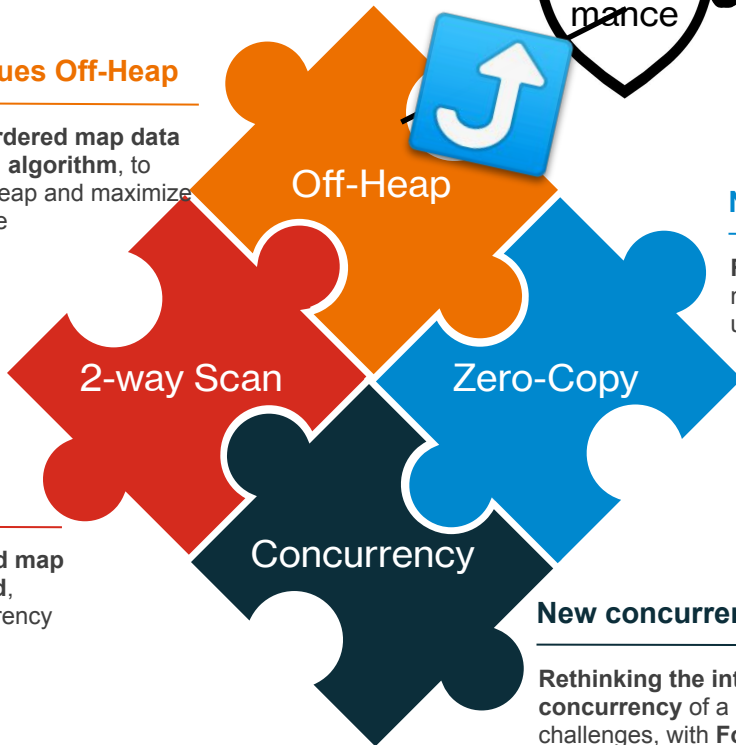 mance
ues Off-Heap
rdered map data
algorithm, to
eap and maximize
e
Off-Heap
N
F
r
u
2-way Scan
Zero-Copy
d map
d,
rency
Concurrency
New concurren
Rethinking the int
concurrency of a
challenges, with Fo